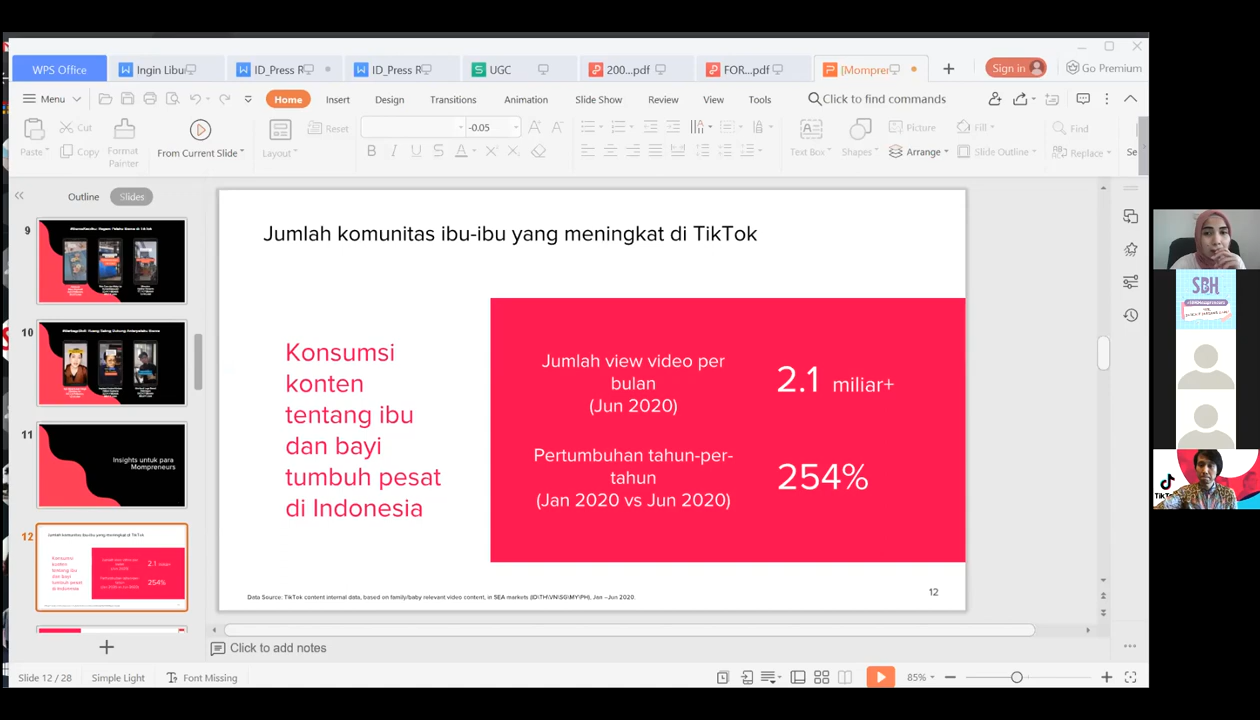 WPS Office
Ingin Libu
ID_Press R
ID_Press R
UGC
200...pdf
FOR...pdf
[Mompre
Sign in
Go Premium
Menu
Home
Insert
Design
Transitions
Animation
Slide Show
Review
View
Tools
Click to find commands
Paste
Cut
Copy
Format
Painter
From Current Slide
Layout
Reset
-0.05
Text Box
Shapes
Picture
Arrange
Fill
Slide Outline
Find
Replace
Se
Outline
Slides
9
10
11
Insights untuk para
Mompreneurs
12
Jumlah komunitas ibu-ibu yang meningkat di TikTok
Konsumsi
konten
tentang ibu
dan bayi
tumbuh pesat
di Indonesia
Jumlah view video per
bulan
(Jun 2020)
2.1 miliar+
Pertumbuhan tahun-per-
tahun
(Jan 2020 vs Jun 2020)
254%
Data Source: TikTok content internal data, based on family/baby relevant video content, in SEA markets (ID\TH\VN\SG\MY\PH), Jan –Jun 2020.
12
Click to add notes
Slide 12 / 28
Simple Light
Font Missing
85%
SBH